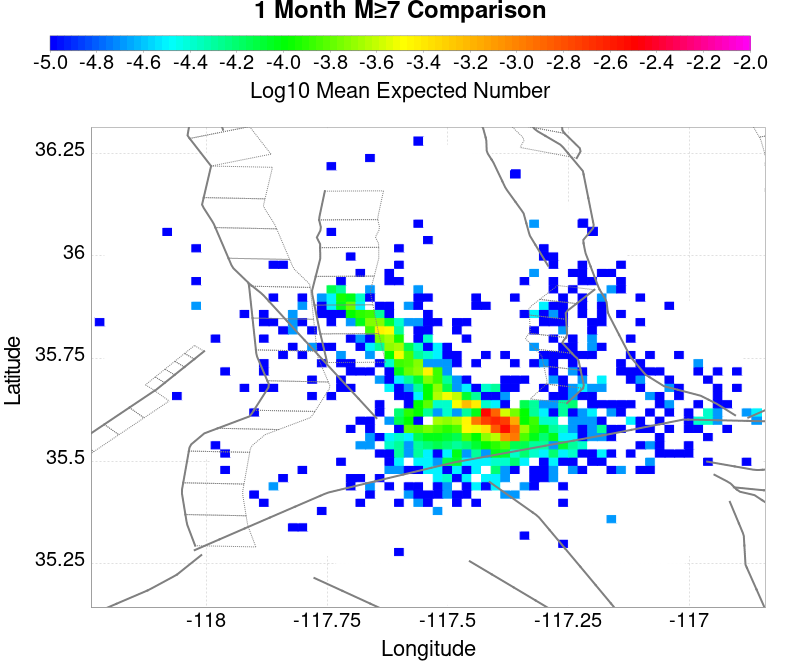 1 Month M≥7 Comparison
-5.0 -4.8 -4.6 -4.4 -4.2 -4.0 -3.8 -3.6 -3.4 -3.2 -3.0 -2.8 -2.6 -2.4 -2.2 -2.0
Log10 Mean Expected Number
36.25
36
35.75
35.5
35.25
Latitude
-118 -117.75 -117.5 -117.25 -117
Longitude